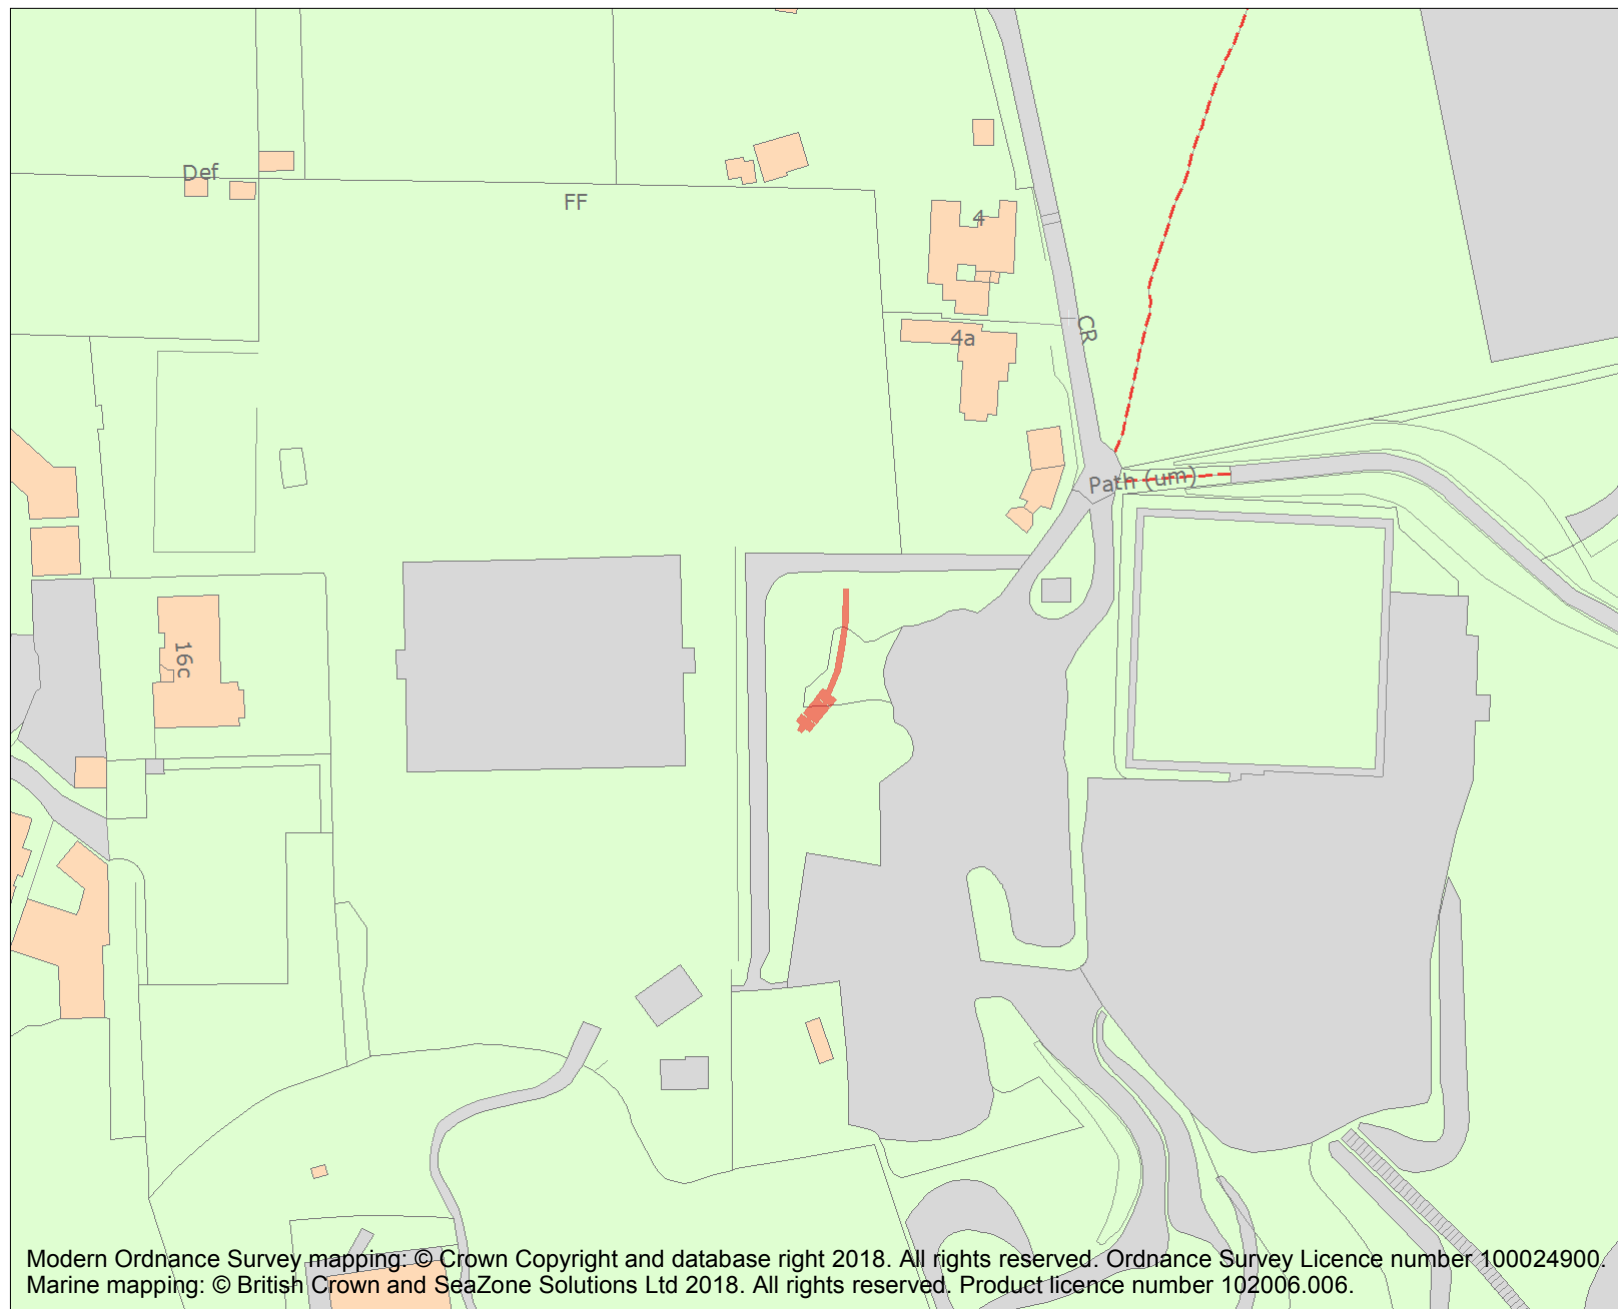 Def
FF
4
4a
CR
Path (um)
16c
Modern Ordnance Survey mapping: © Crown Copyright and database right 2018. All rights reserved. Ordnance Survey Licence number 100024900.
Marine mapping: © British Crown and SeaZone Solutions Ltd 2018. All rights reserved. Product licence number 102006.006.